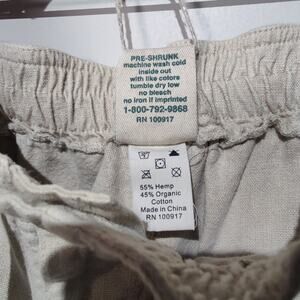 PRE-SHRUNK
machine wash cold
inside out
with like colors
tumble dry low
no bleach
no iron if imprinted
1-800-792-9868
RN 100917
55% Hemp
45% Organic
Cotton
Made in China
RN 100917